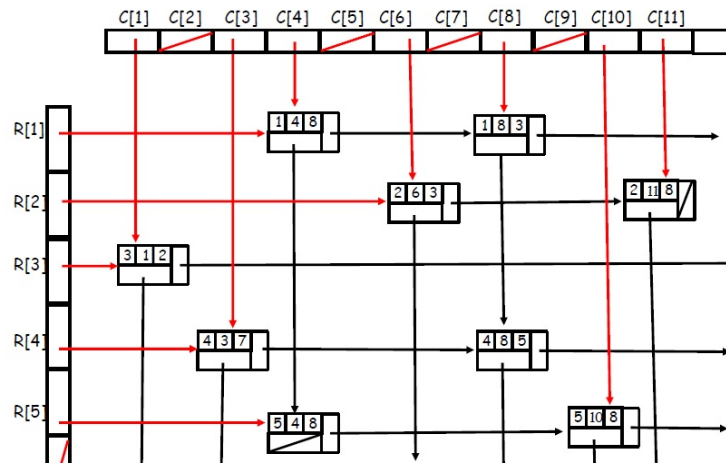 C[1] C[2] C[3] C[4] C[5] C[6] C[7] C[8] C[9] C[10] C[11]
R[1] 1 4 8 1 8 3
R[2] 2 6 3 2 11 8
R[3] 3 1 2
R[4] 4 3 7 4 8 5
R[5] 5 4 8 5 10 8